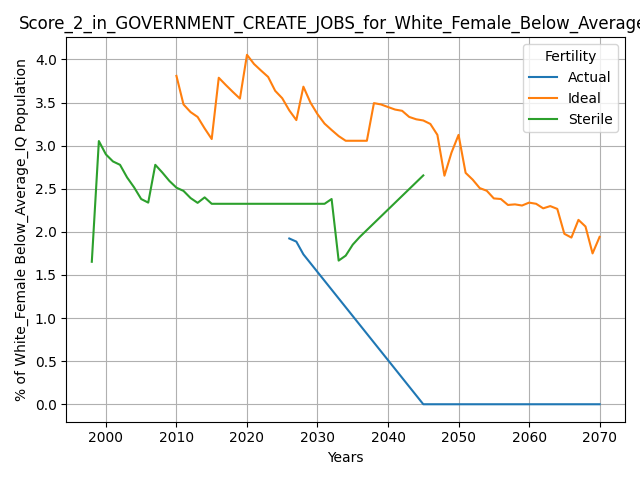 Score_2_in_GOVERNMENT_CREATE_JOBS_for_White_Female_Below_Average
Fertility
Actual
Ideal
Sterile
% of White_Female Below_Average_IQ Population
4.0
3.5
3.0
2.5
2.0
1.5
1.0
0.5
0.0
2000 2010 2020 2030 2040 2050 2060 2070
Years